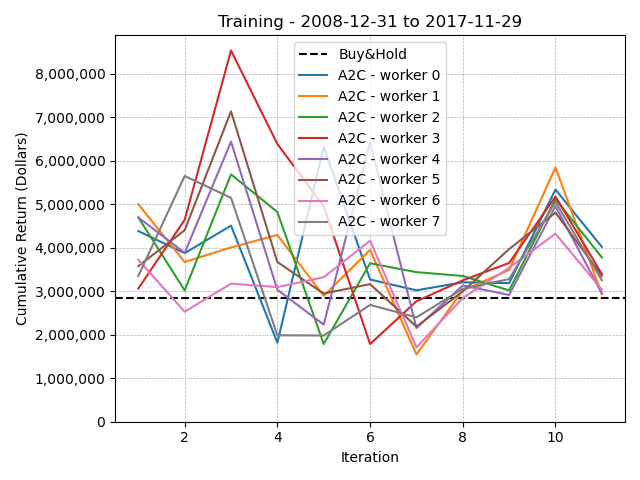 Training - 2008-12-31 to 2017-11-29
Cumulative Return (Dollars)
8,000,000
7,000,000
6,000,000
5,000,000
4,000,000
3,000,000
2,000,000
1,000,000
0
Buy&Hold
A2C - worker 0
A2C - worker 1
A2C - worker 2
A2C - worker 3
A2C - worker 4
A2C - worker 5
A2C - worker 6
A2C - worker 7
2 4 6 8 10
Iteration